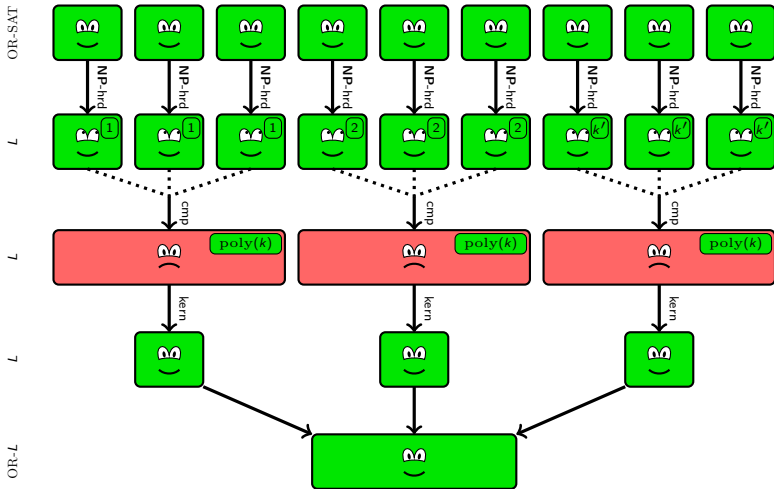 OR-SAT
NP-hrd NP-hrd NP-hrd NP-hrd NP-hrd NP-hrd NP-hrd NP-hrd NP-hrd
L
1 1 1 2 2 2 k′ k′ k′
cmp cmp cmp
L
poly(k) poly(k) poly(k)
kern kern kern
L
OR-L